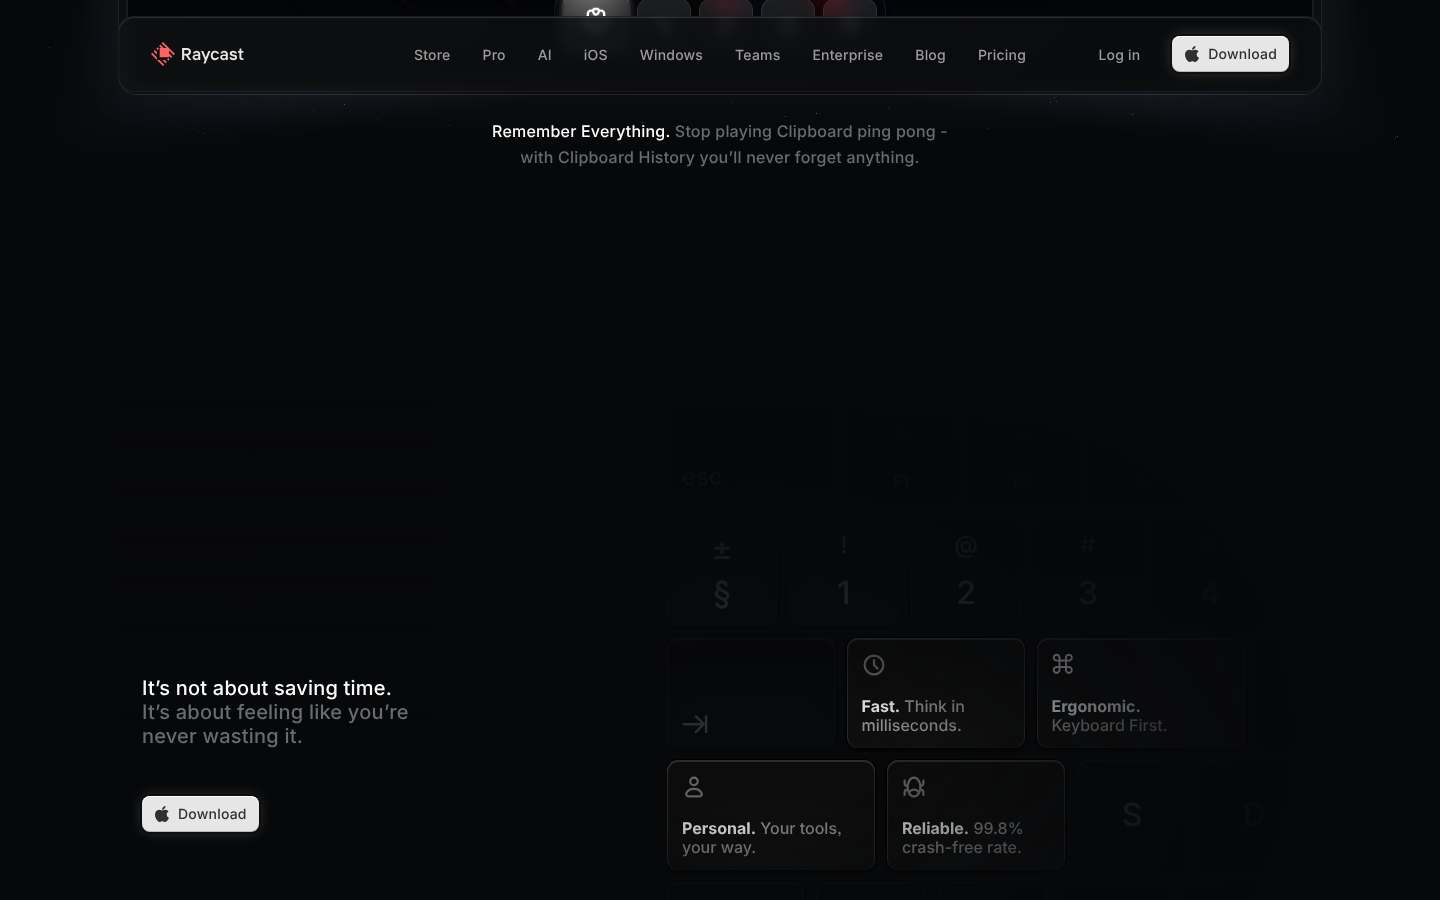 Raycast
Store
Pro
AI
iOS
Windows
Teams
Enterprise
Blog
Pricing
Log in
Download
Remember Everything. Stop playing Clipboard ping pong -
with Clipboard History you’ll never forget anything.
esc
± ! @ #
§ 1 2 3 4
Fast. Think in
milliseconds.
Ergonomic.
Keyboard First.
It’s not about saving time.
It’s about feeling like you’re
never wasting it.
Download
Personal. Your tools,
your way.
Reliable. 99.8%
crash-free rate.
S
D